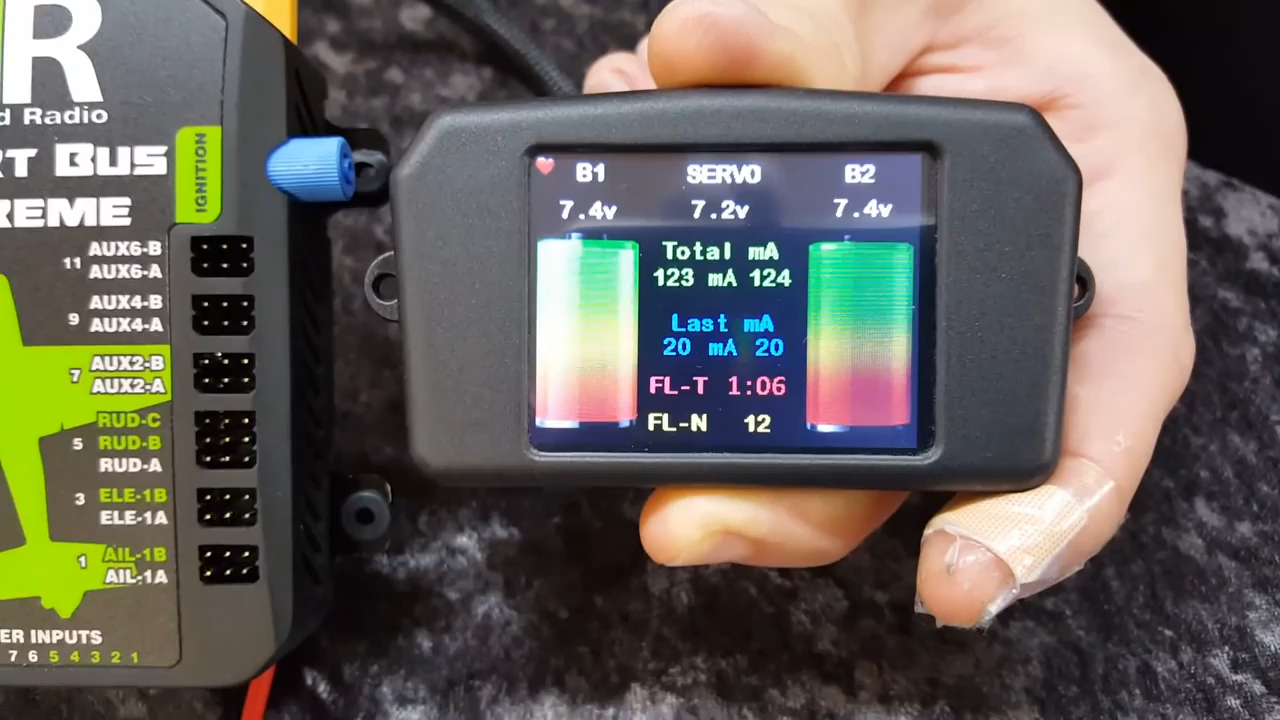 R
d Radio
RT BUS
REME
IGNITION
11 AUX6-B
AUX6-A
9 AUX4-B
AUX4-A
7 AUX2-B
AUX2-A
RUD-C
5 RUD-B
RUD-A
3 ELE-1B
ELE-1A
1 AIL-1B
AIL-1A
ER INPUTS
7 6 5 4 3 2 1
B1 SERVO B2
7.4v 7.2v 7.4v
Total mA
123 mA 124
Last mA
20 mA 20
FL-T 1:06
FL-N 12